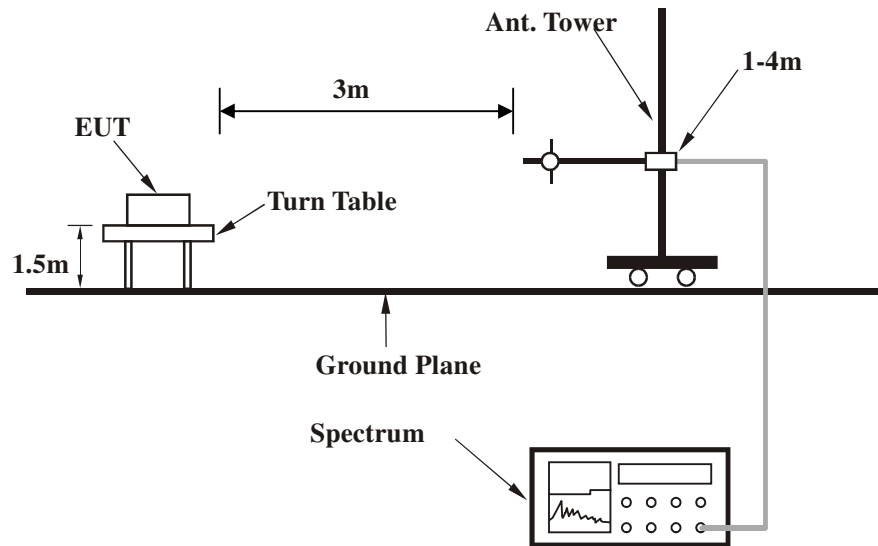 Ant. Tower
1-4m
3m
EUT
Turn Table
1.5m
Ground Plane
Spectrum